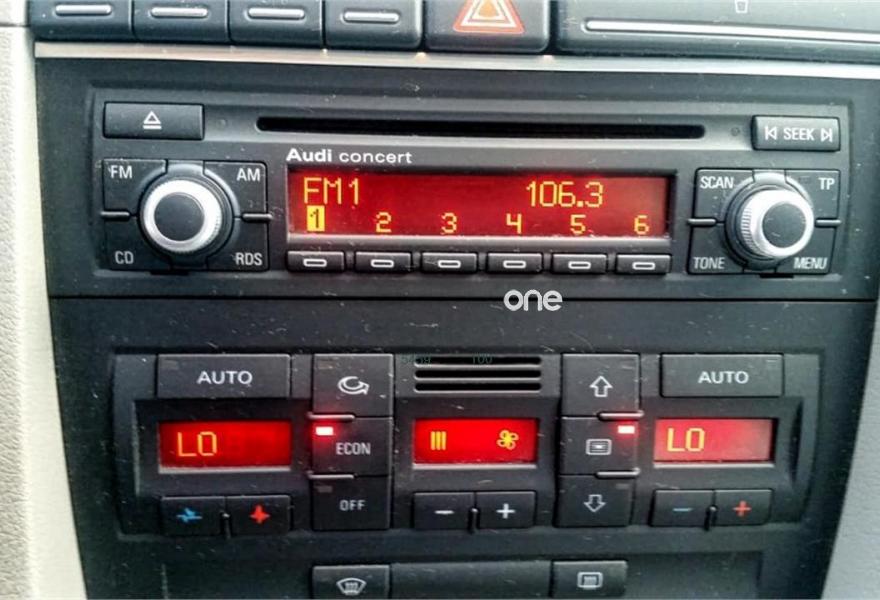 SEEK
Audi concert
FM AM
FM1 106.3
1 2 3 4 5 6
SCAN TP
CD RDS
TONE MENU
one
AUTO AUTO
LO ECON LO
OFF